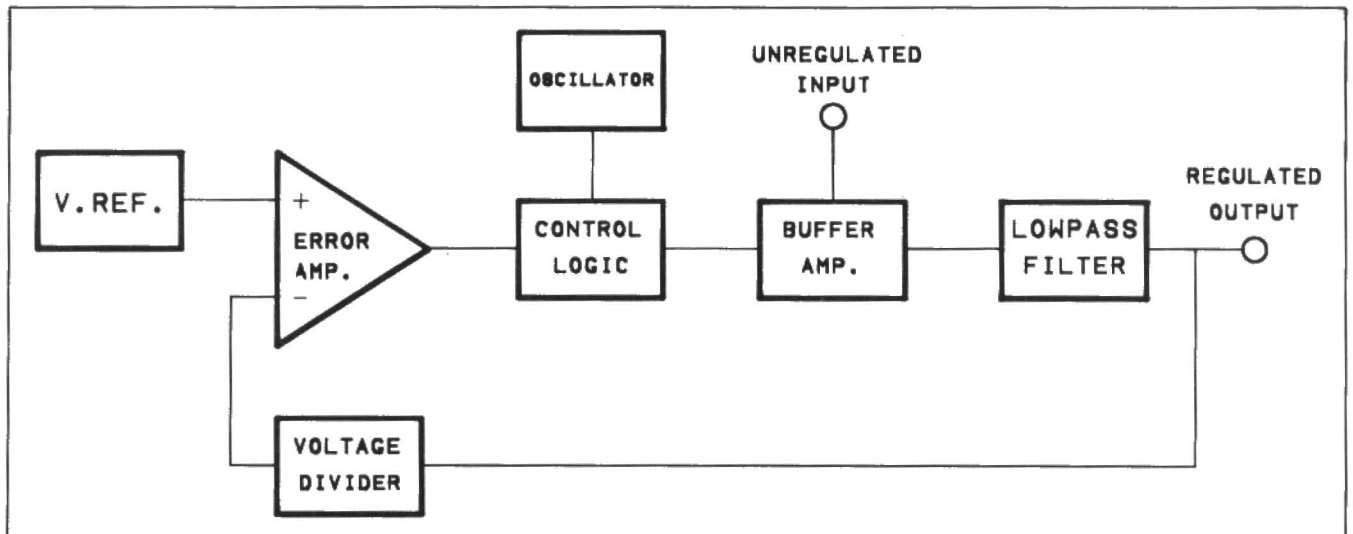 OSCILLATOR
UNREGULATED
INPUT
V.REF.
+
ERROR
AMP.
−
CONTROL
LOGIC
BUFFER
AMP.
LOWPASS
FILTER
REGULATED
OUTPUT
VOLTAGE
DIVIDER